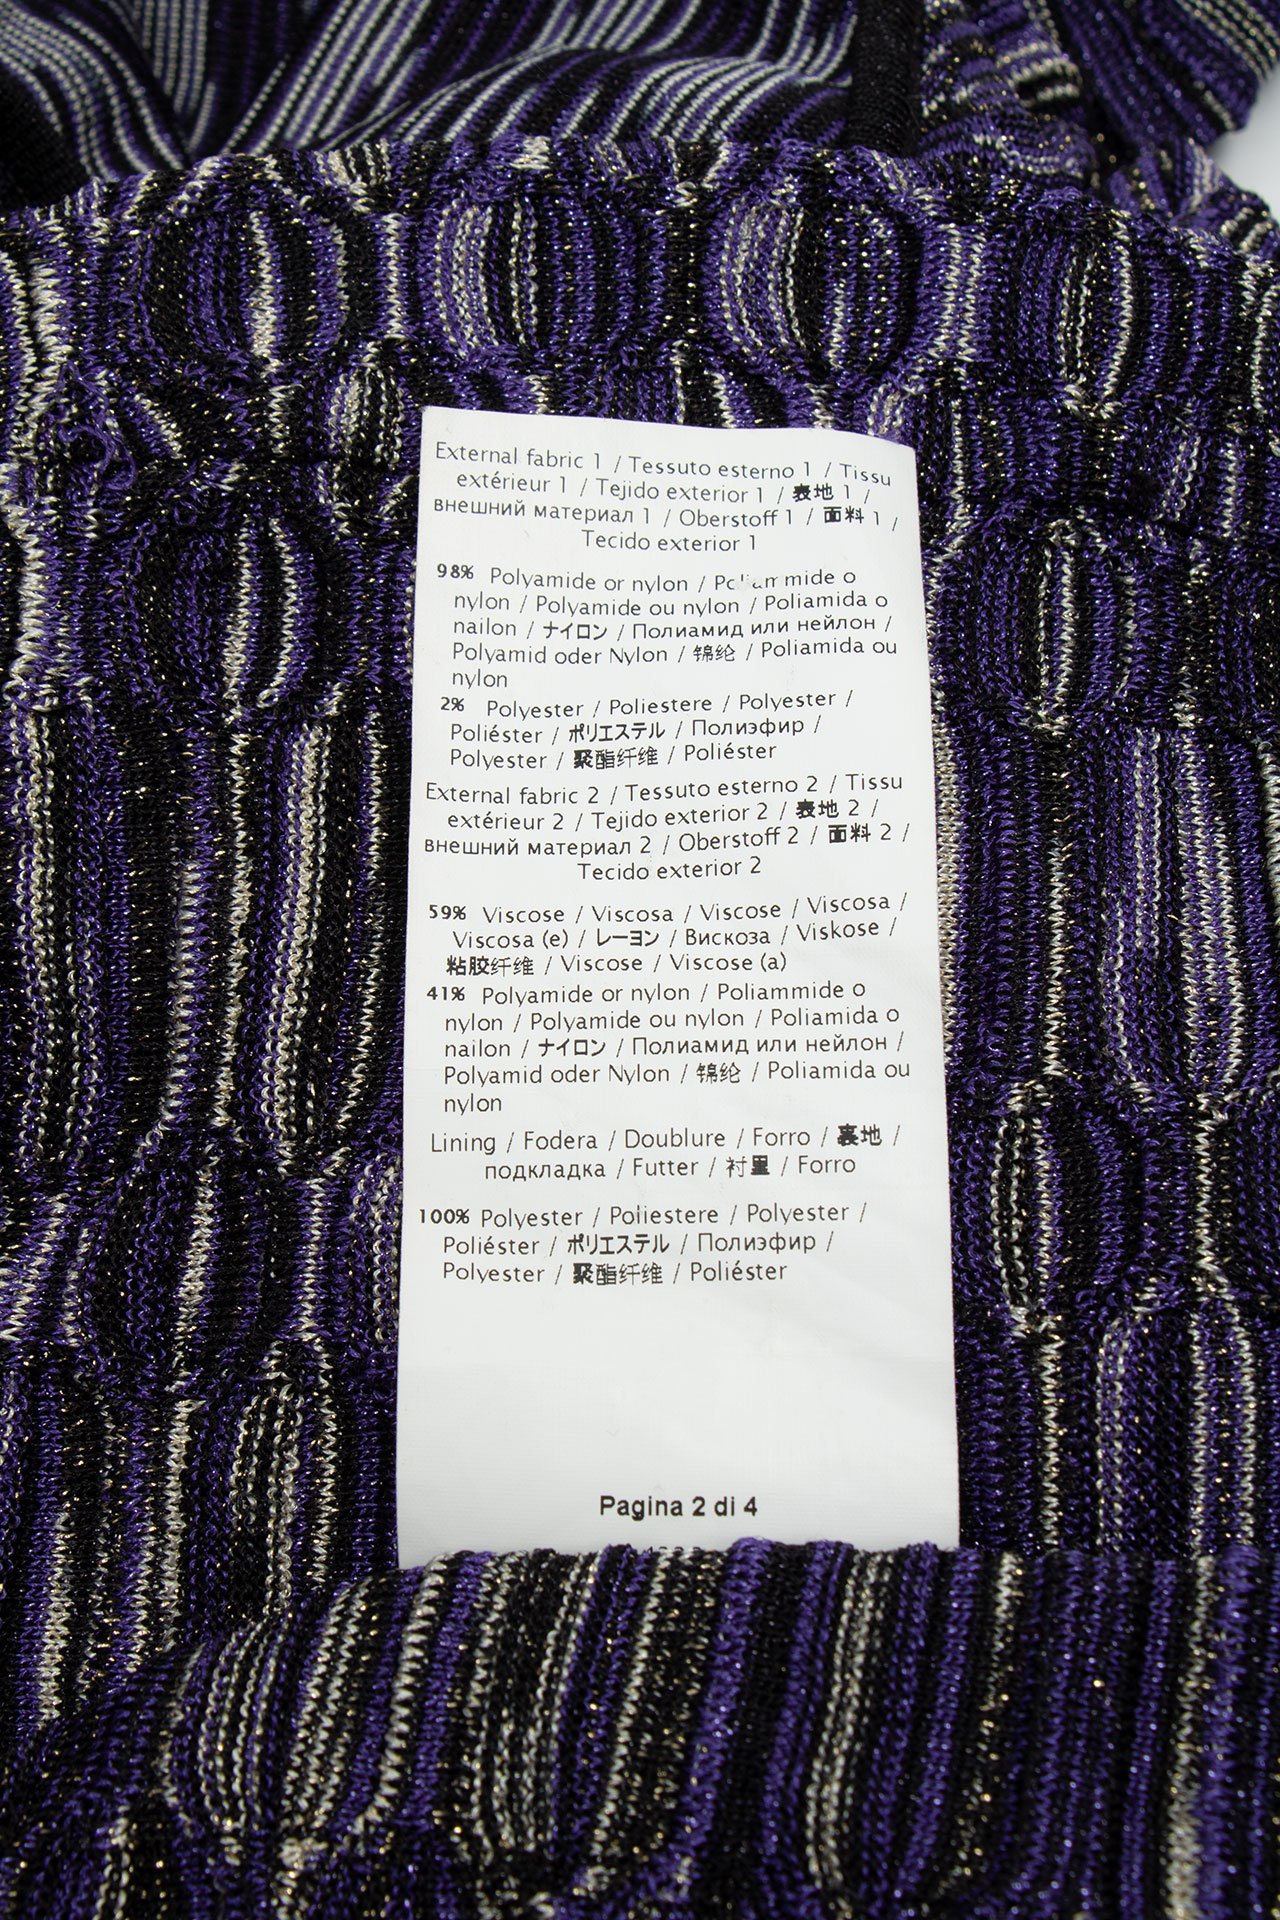 External fabric 1 / Tessuto esterno 1 / Tissu
extérieur 1 / Tejido exterior 1 / 表地 1 /
внешний материал 1 / Oberstoff 1 / 面料 1 /
Tecido exterior 1
98% Polyamide or nylon / o
nylon / Polyamide ou nylon / Poliamida o
nailon / ナイロン / Полиамид или нейлон /
Polyamid oder Nylon / 锦纶 / Poliamida ou
nylon
2% Polyester / Poliestere / Polyester /
Poliéster / ポリエステル / Полиэфир /
Polyester / 聚酯纤维 / Poliéster
External fabric 2 / Tessuto esterno 2 / Tissu
extérieur 2 / Tejido exterior 2 / 表地 2 /
внешний материал 2 / Oberstoff 2 / 面料 2 /
Tecido exterior 2
59% Viscose / Viscosa / Viscose / Viscosa /
Viscosa (e) / レーヨン / Вискоза / Viskose /
粘胶纤维 / Viscose / Viscose (a)
41% Polyamide or nylon / Poliammide o
nylon / Polyamide ou nylon / Poliamida o
nailon / ナイロン / Полиамид или нейлон /
Polyamid oder Nylon / 锦纶 / Poliamida ou
nylon
Lining / Fodera / Doublure / Forro / 裏地 /
подкладка / Futter / 衬里 / Forro
100% Polyester / Poliestere / Polyester /
Poliéster / ポリエステル / Полиэфир /
Polyester / 聚酯纤维 / Poliéster
Pagina 2 di 4